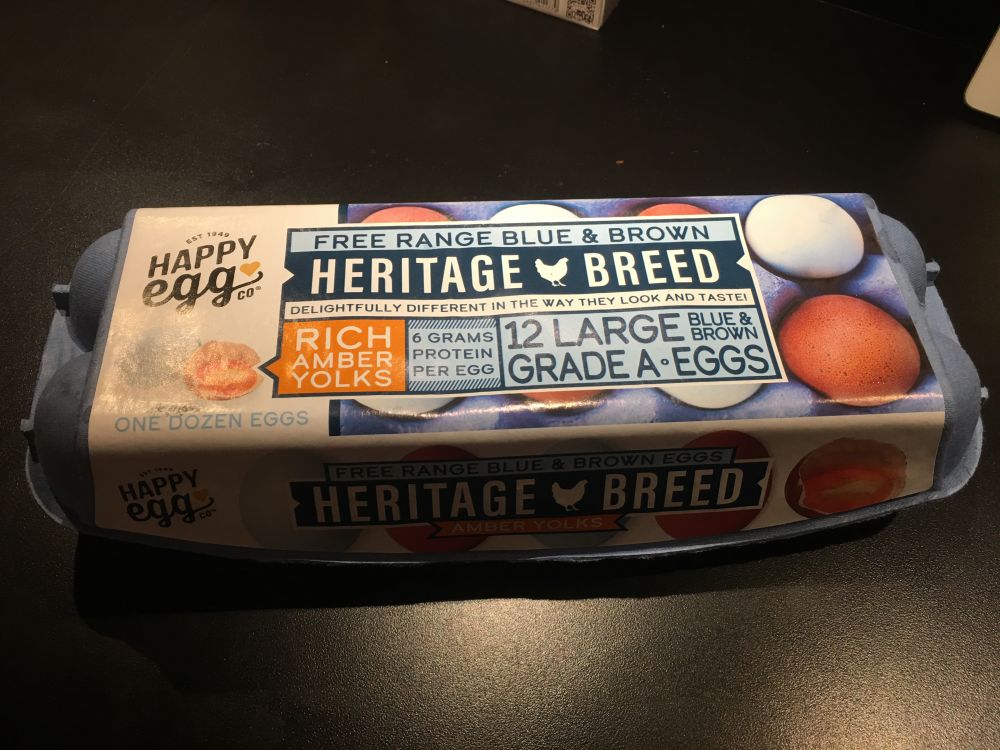 EST 1949
HAPPY
egg
CO
FREE RANGE BLUE & BROWN
HERITAGE BREED
DELIGHTFULLY DIFFERENT IN THE WAY THEY LOOK AND TASTE!
RICH
AMBER
YOLKS
6 GRAMS
PROTEIN
PER EGG
12 LARGE BLUE & BROWN
GRADE A EGGS
ONE DOZEN EGGS
HAPPY
egg
CO
FREE RANGE BLUE & BROWN EGGS
HERITAGE BREED
AMBER YOLKS